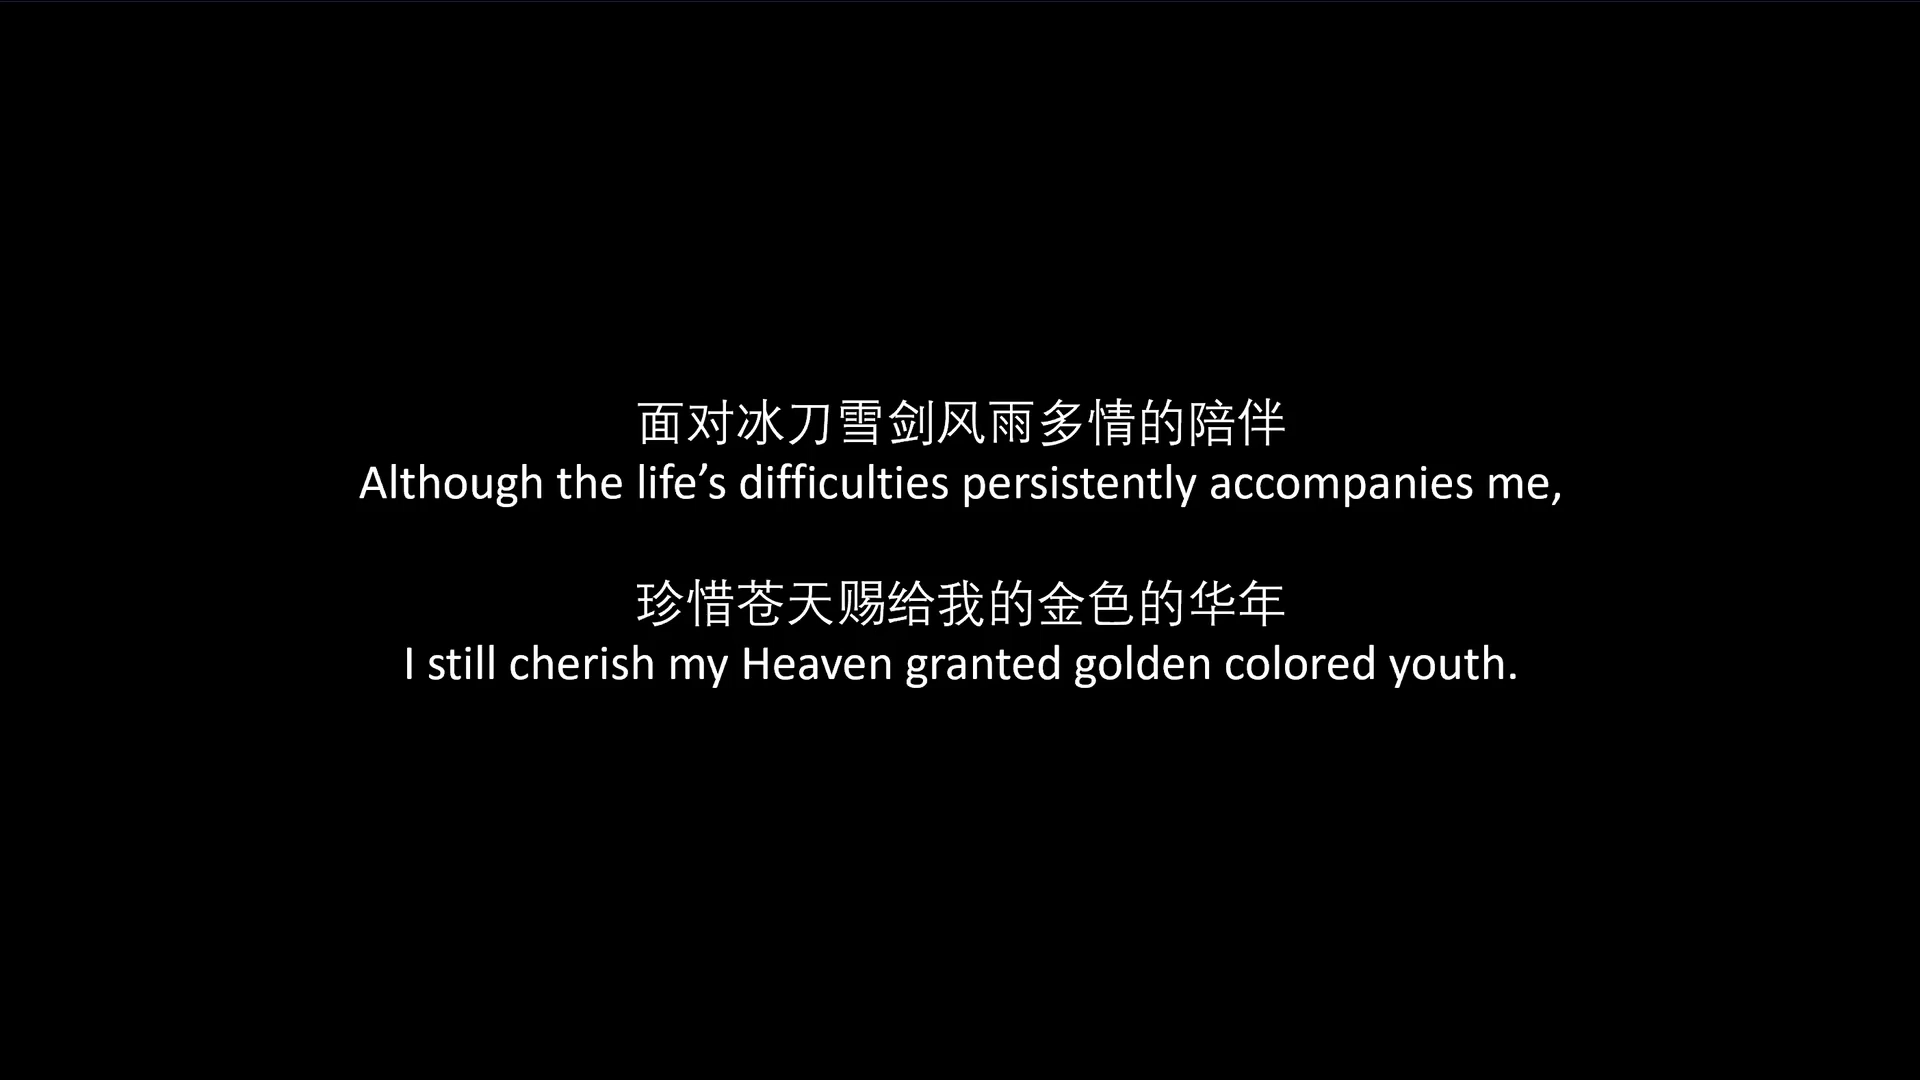 面对冰刀雪剑风雨多情的陪伴
Although the life’s difficulties persistently accompanies me,
珍惜苍天赐给我的金色的华年
I still cherish my Heaven granted golden colored youth.